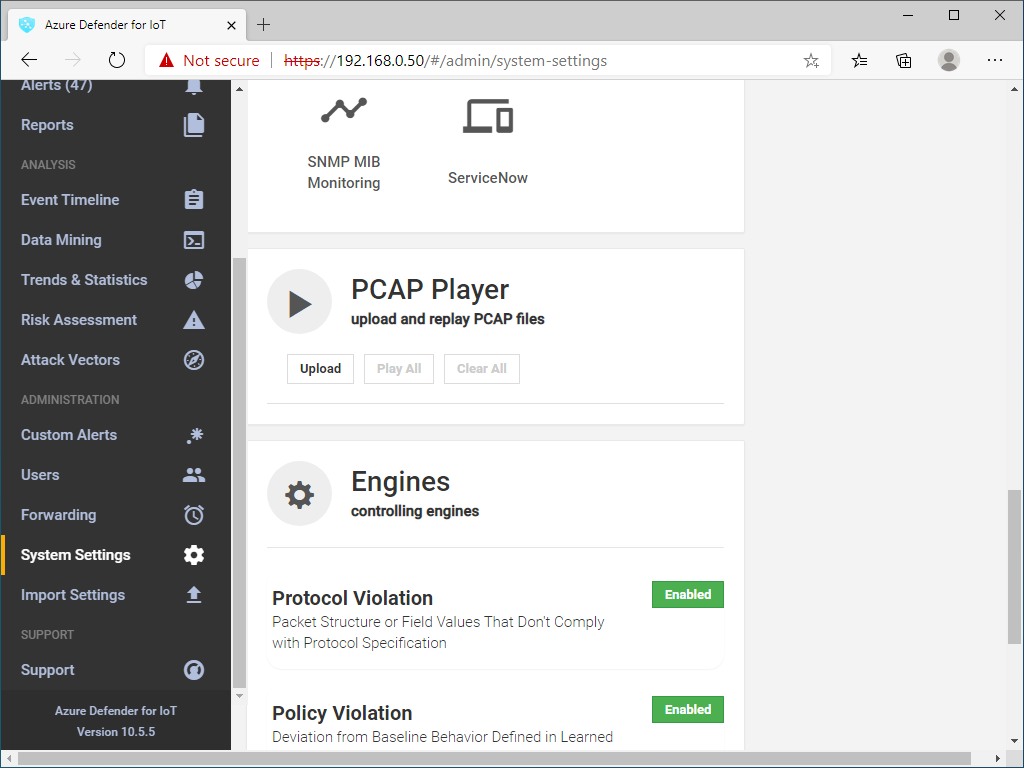 Azure Defender for IoT
Not secure
https://192.168.0.50/#/admin/system-settings
Alerts (47)
Reports
ANALYSIS
Event Timeline
Data Mining
Trends & Statistics
Risk Assessment
Attack Vectors
ADMINISTRATION
Custom Alerts
Users
Forwarding
System Settings
Import Settings
SUPPORT
Support
Azure Defender for IoT
Version 10.5.5
SNMP MIB
Monitoring
ServiceNow
PCAP Player
upload and replay PCAP files
Upload
Play All
Clear All
Engines
controlling engines
Protocol Violation
Enabled
Packet Structure or Field Values That Don't Comply
with Protocol Specification
Policy Violation
Enabled
Deviation from Baseline Behavior Defined in Learned